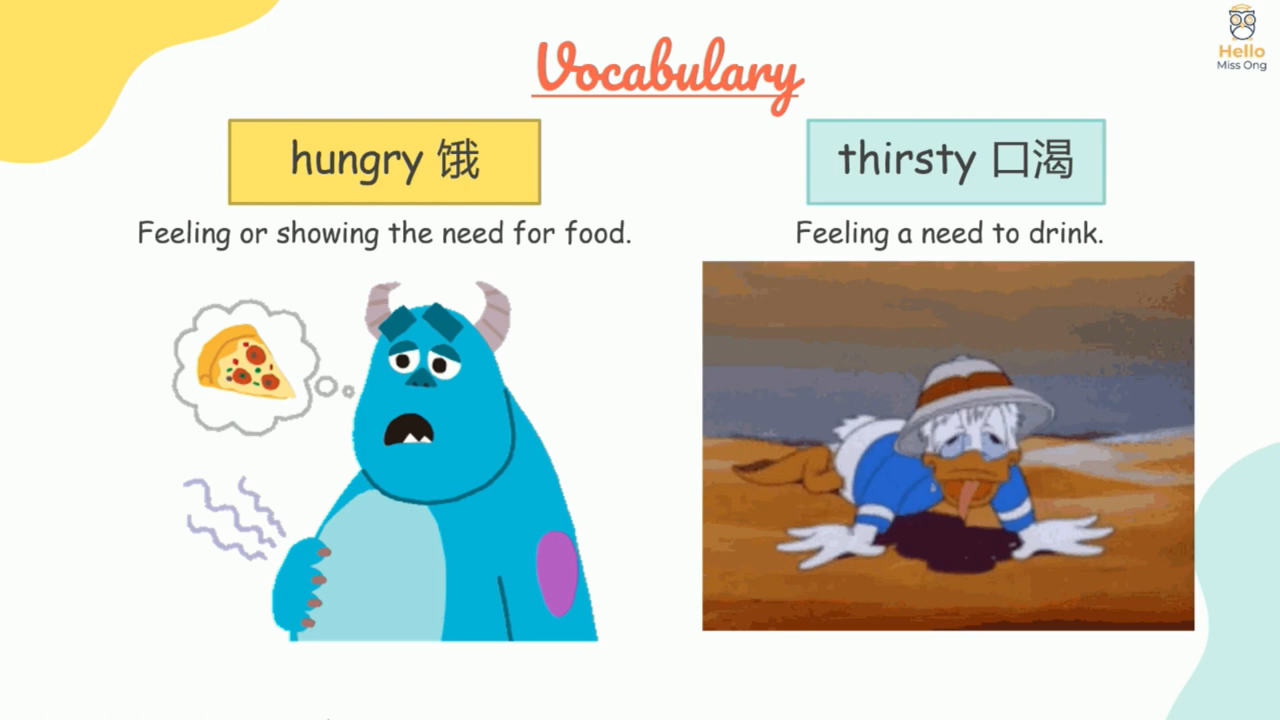 Hello
Miss Ong
Vocabulary
hungry 饿
Feeling or showing the need for food.
thirsty 口渴
Feeling a need to drink.